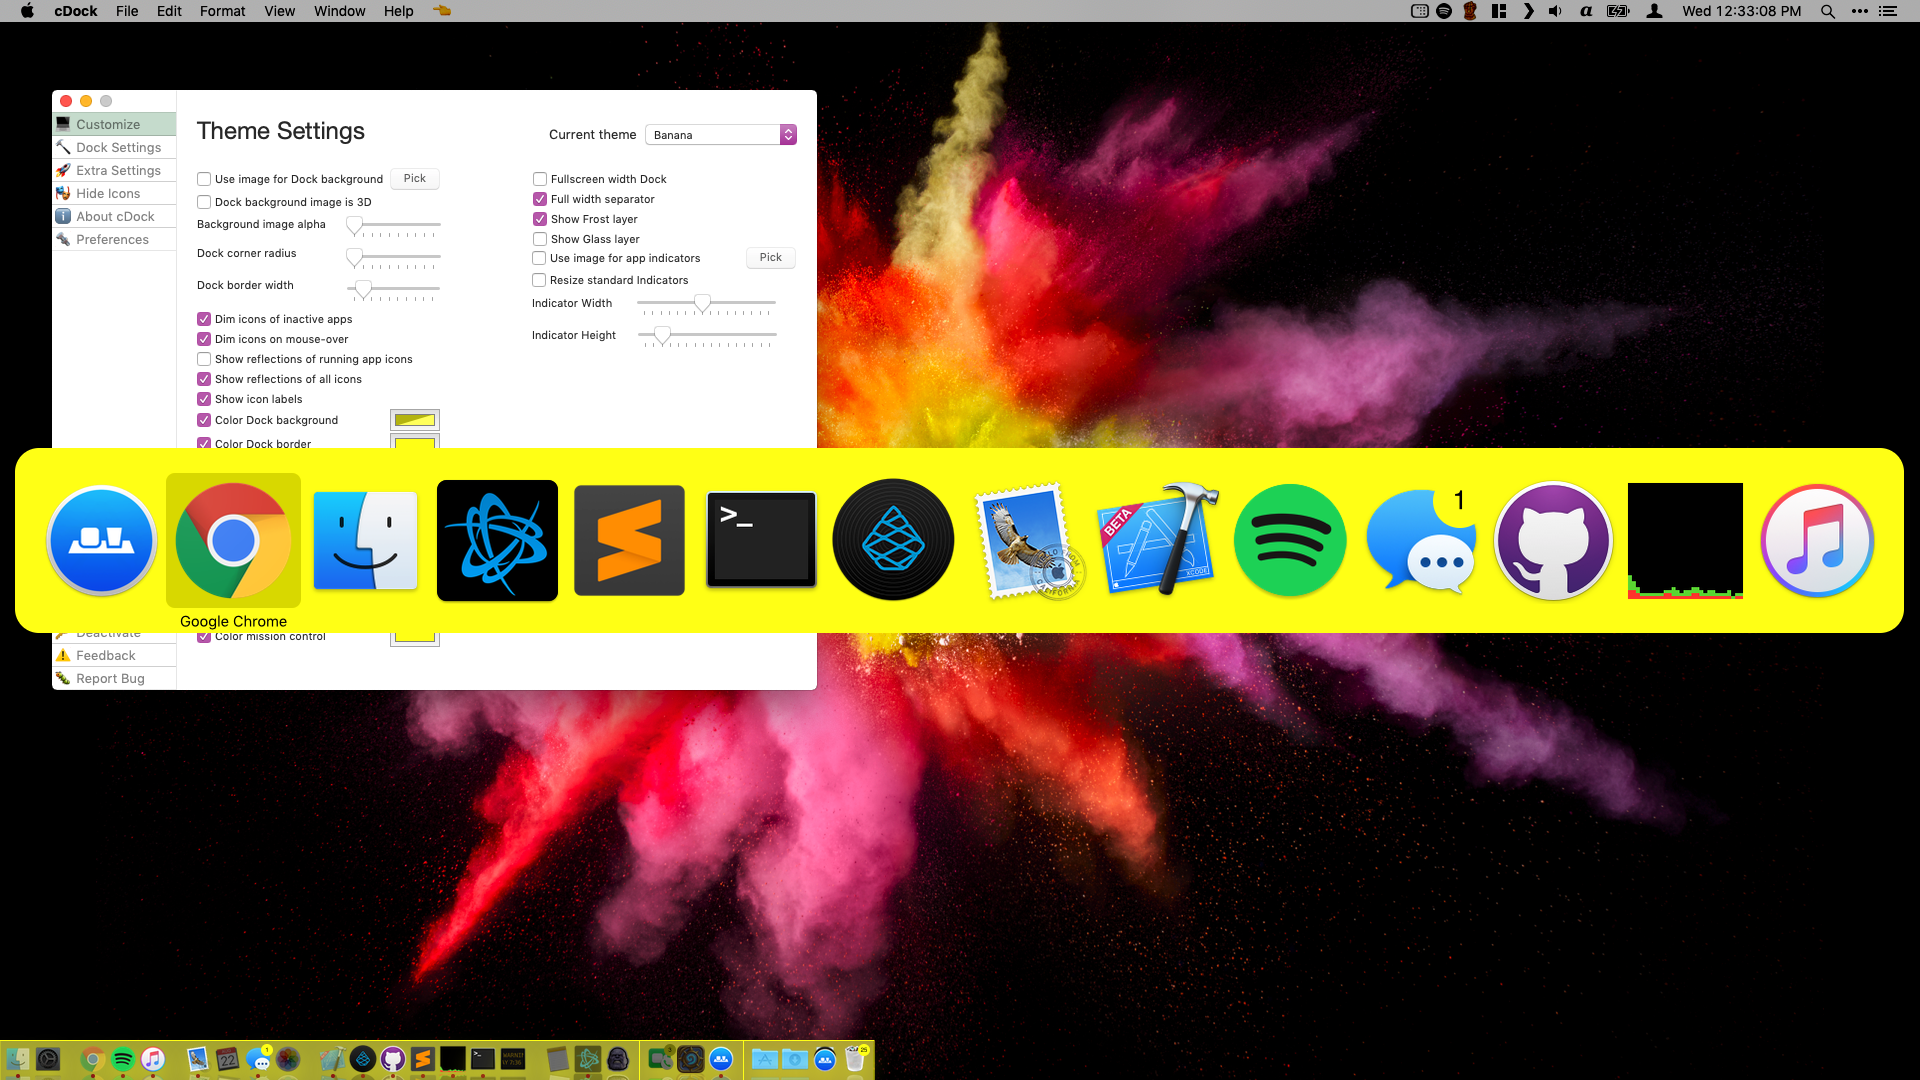 cDock File Edit Format View Window Help
Wed 12:33:08 PM
Customize
Dock Settings
Extra Settings
Hide Icons
About cDock
Preferences
Theme Settings
Current theme Banana
Use image for Dock background Pick
Dock background image is 3D
Background image alpha
Dock corner radius
Dock border width
Dim icons of inactive apps
Dim icons on mouse-over
Show reflections of running app icons
Show reflections of all icons
Show icon labels
Color Dock background
Color Dock border
Fullscreen width Dock
Full width separator
Show Frost layer
Show Glass layer
Use image for app indicators Pick
Resize standard Indicators
Indicator Width
Indicator Height
>_
BETA
XCODE
CALIFORNIA
1
Google Chrome
Deactivate
Color mission control
Feedback
Report Bug
22
1
25